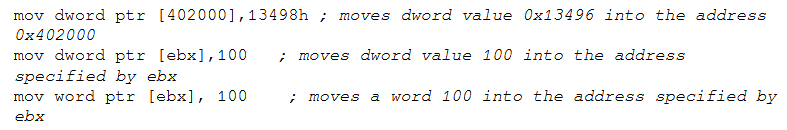 mov dword ptr [402000],13498h ; moves dword value 0x13496 into the address
0x402000
mov dword ptr [ebx],100   ; moves dword value 100 into the address
specified by ebx
mov word ptr [ebx], 100    ; moves a word 100 into the address specified by
ebx